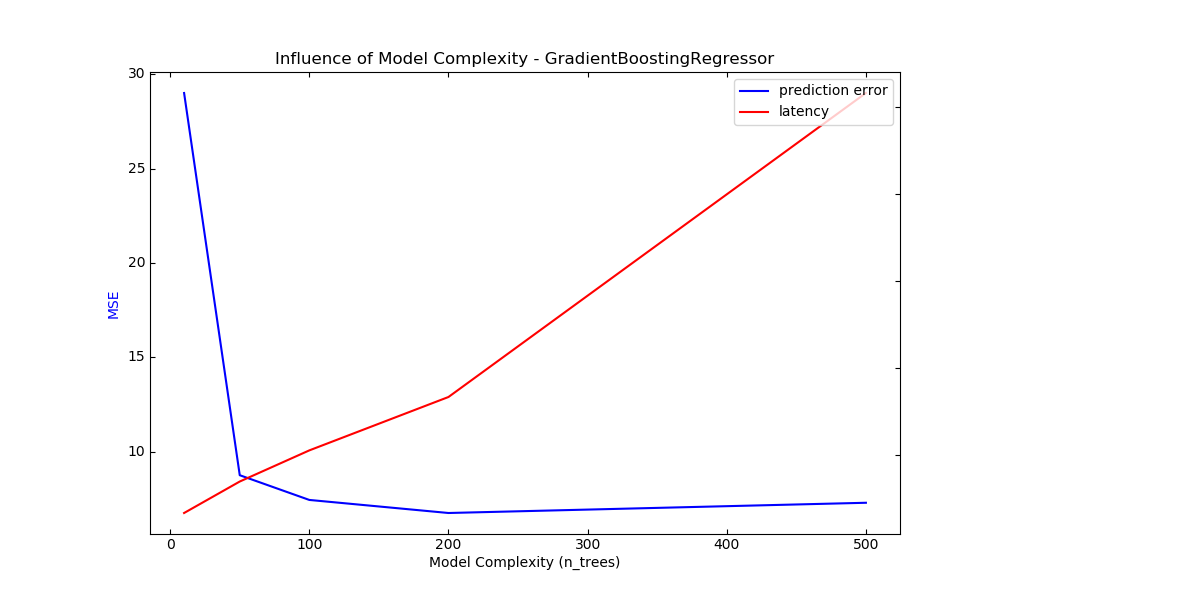 Influence of Model Complexity - GradientBoostingRegressor
prediction error
latency
30
25
20
15
10
MSE
0 100 200 300 400 500
Model Complexity (n_trees)